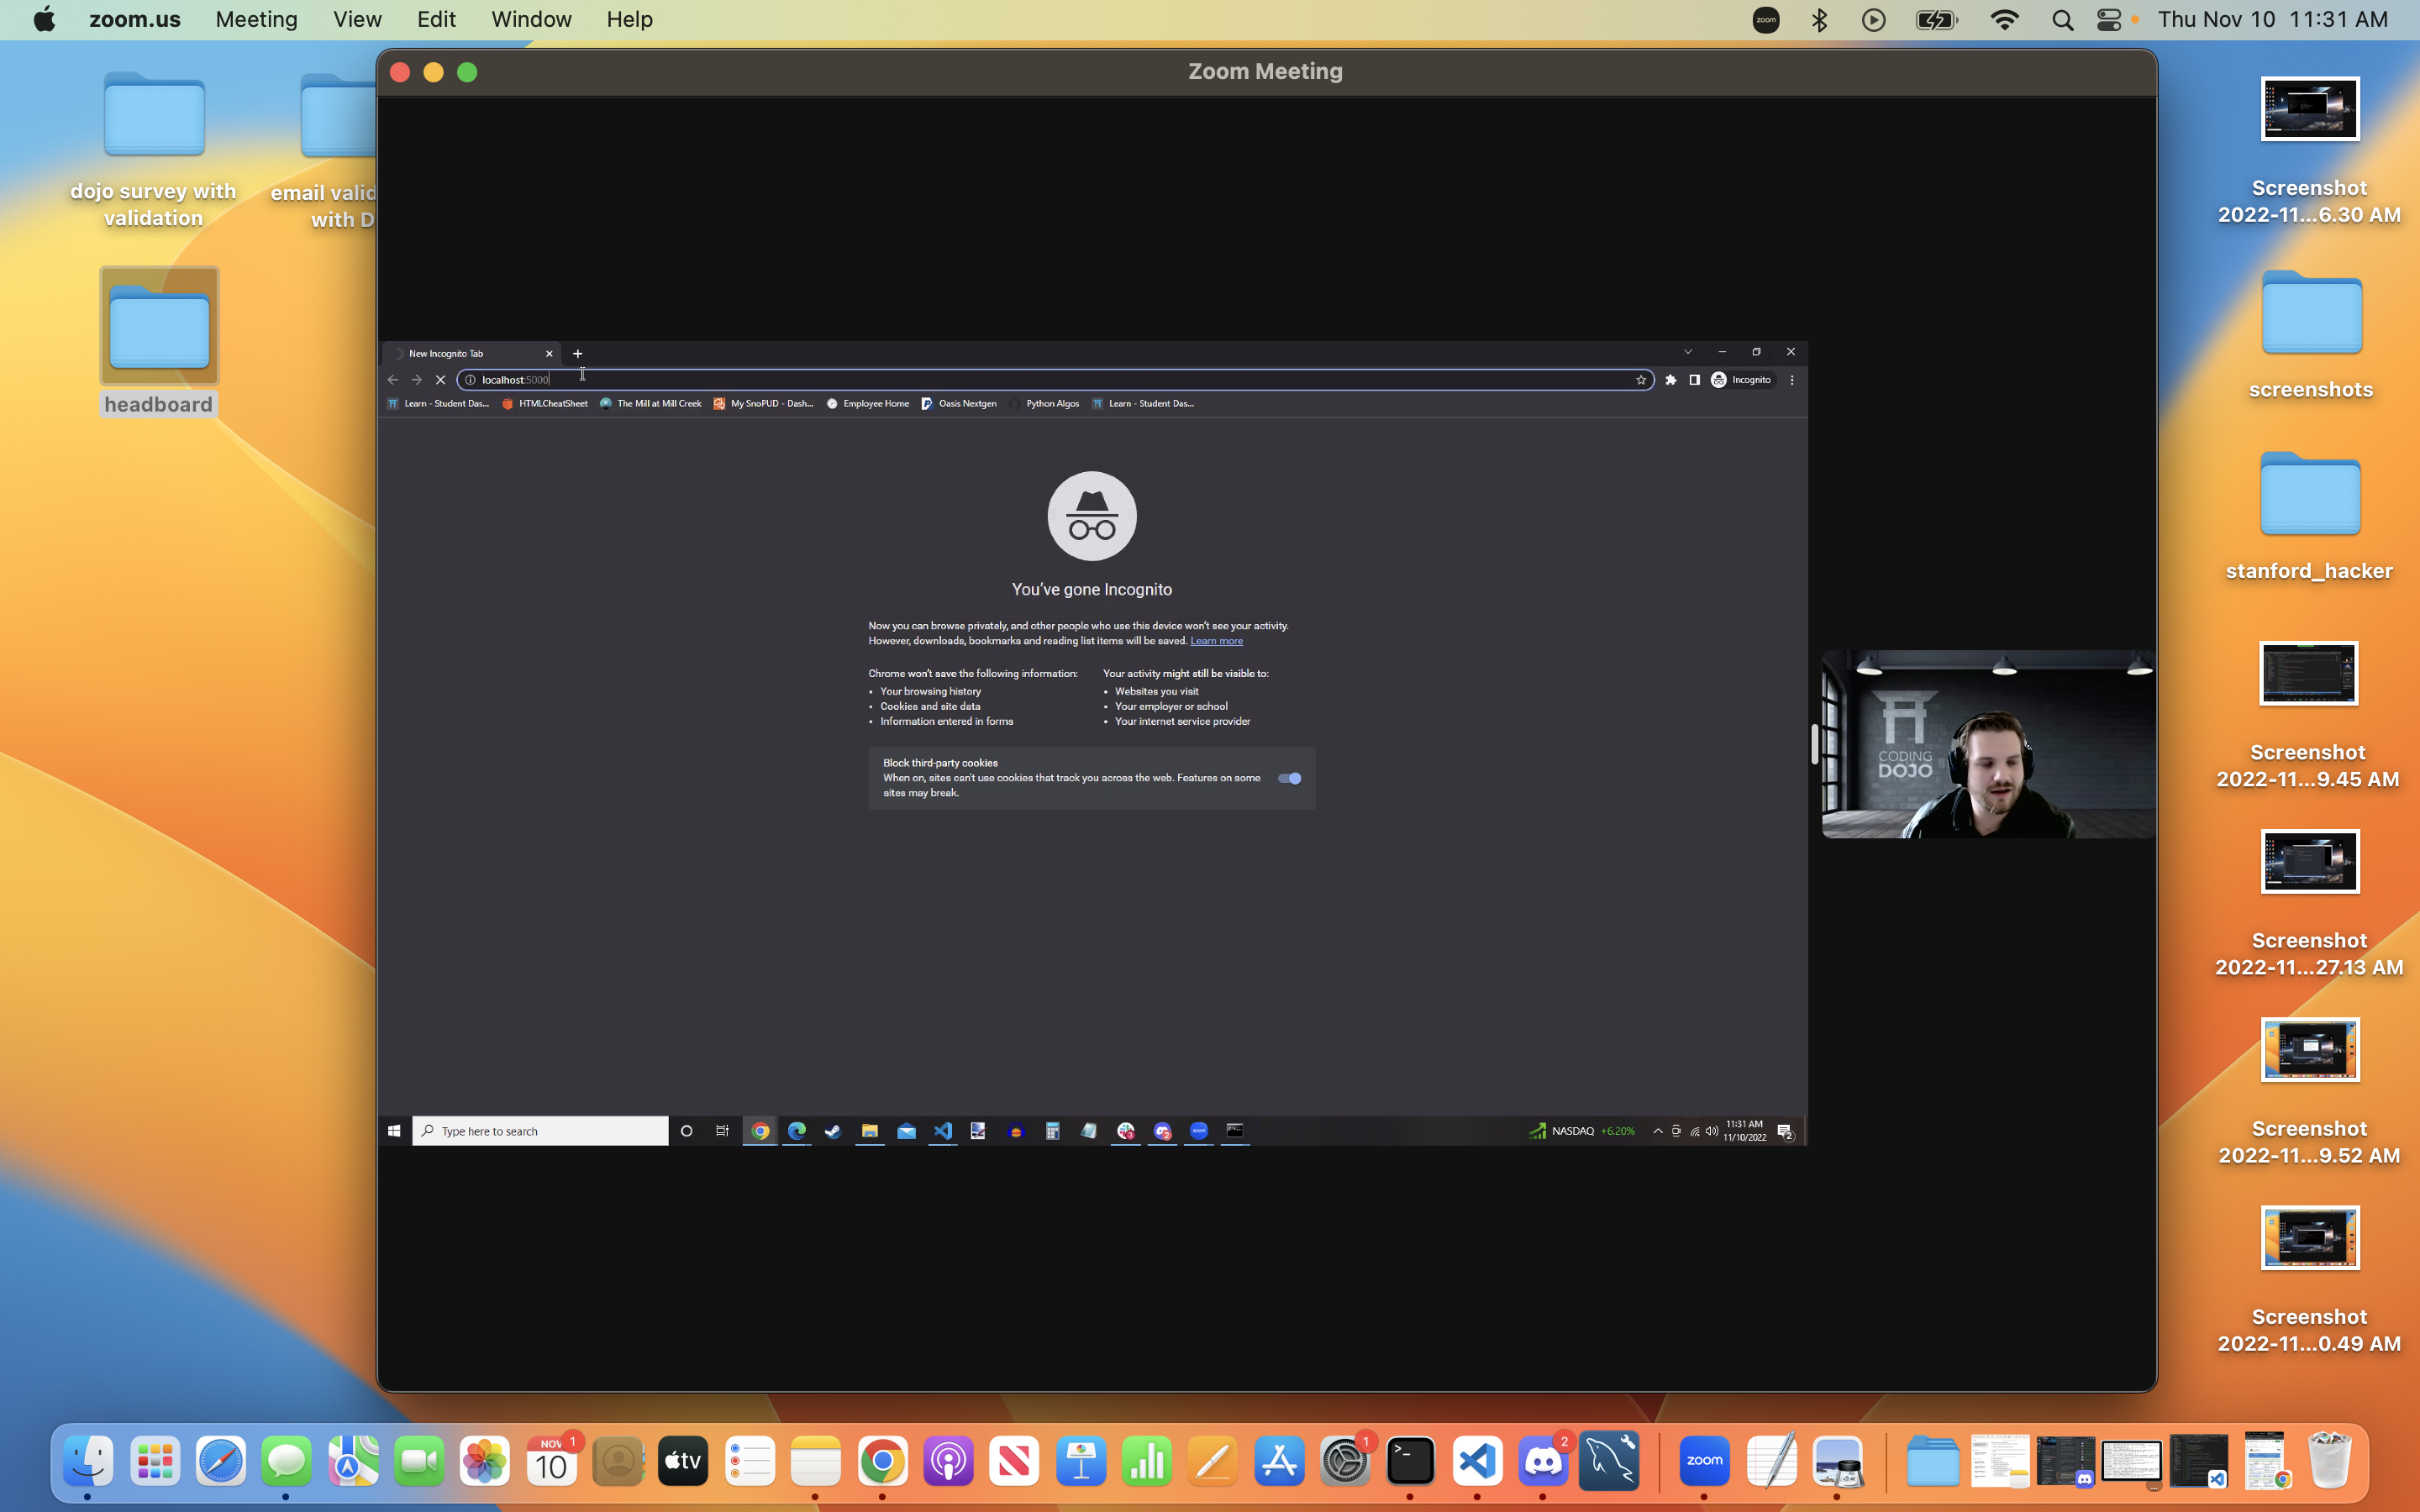 zoom.us Meeting View Edit Window Help
zoom Thu Nov 10 11:31 AM
Zoom Meeting
dojo survey with
validation
email valid
with D
headboard
New Incognito Tab
localhost:5000
Incognito
Learn - Student Das... HTMLCheatSheet The Mill at Mill Creek My SnoPUD - Dash... Employee Home Oasis Nextgen Python Algos Learn - Student Das...
You've gone Incognito
Now you can browse privately, and other people who use this device won't see your activity.
However, downloads, bookmarks and reading list items will be saved. Learn more
Chrome won't save the following information:
• Your browsing history
• Cookies and site data
• Information entered in forms
Your activity might still be visible to:
• Websites you visit
• Your employer or school
• Your internet service provider
Block third-party cookies
When on, sites can't use cookies that track you across the web. Features on some
sites may break.
CODING
DOJO
Type here to search
NASDAQ +6.20%
11:31 AM
11/10/2022
2
Screenshot
2022-11...6.30 AM
screenshots
stanford_hacker
Screenshot
2022-11...9.45 AM
Screenshot
2022-11...27.13 AM
Screenshot
2022-11...9.52 AM
Screenshot
2022-11...0.49 AM
NOV
10
1
tv
1
2
zoom